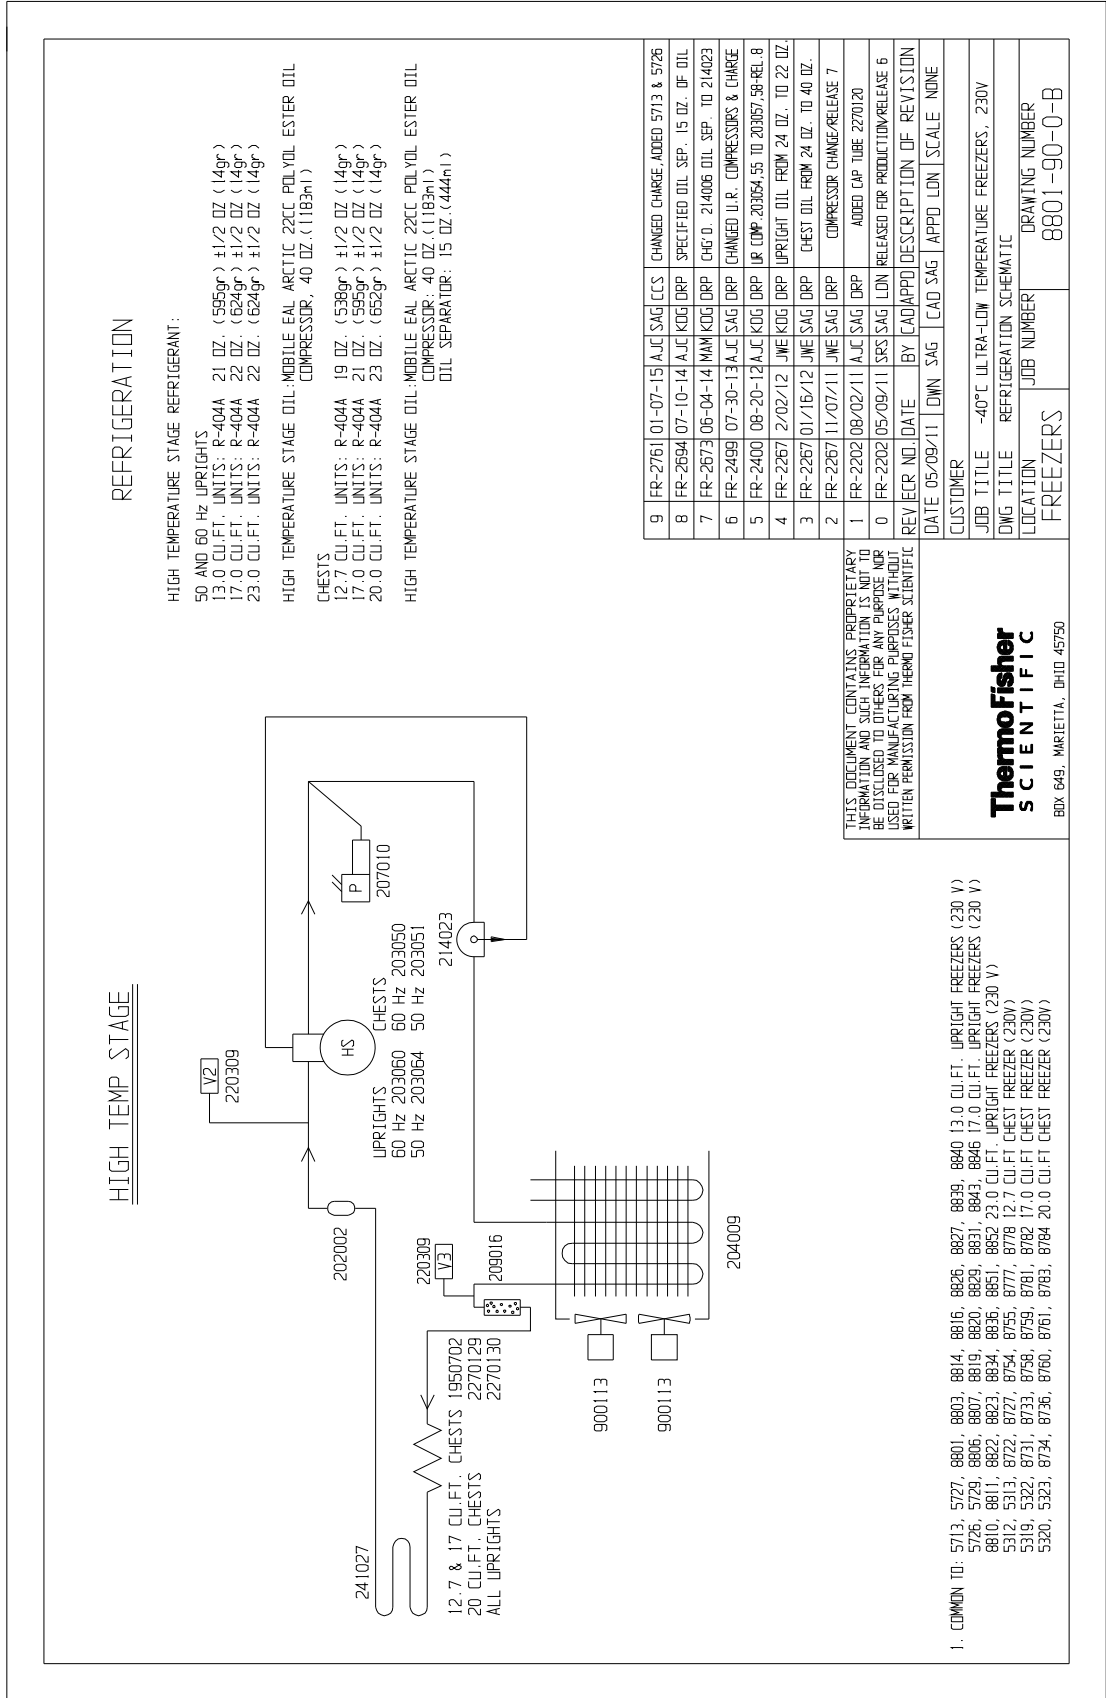 HIGH TEMP STAGE
REFRIGERATION
HIGH TEMPERATURE STAGE REFRIGERANT:
50 AND 60 Hz UPRIGHTS
13.0 CU.FT. UNITS: R-404A 21 OZ. (595gr) ±1/2 OZ (14gr)
17.0 CU.FT. UNITS: R-404A 22 OZ. (624gr) ±1/2 OZ (14gr)
23.0 CU.FT. UNITS: R-404A 22 OZ. (624gr) ±1/2 OZ (14gr)
HIGH TEMPERATURE STAGE OIL: MOBILE EAL ARCTIC 22CC POLYOL ESTER OIL
COMPRESSOR, 40 OZ.(1183ml)
CHESTS
12.7 CU.FT. UNITS: R-404A 19 OZ. (538gr) ±1/2 OZ (14gr)
17.0 CU.FT. UNITS: R-404A 21 OZ. (595gr) ±1/2 OZ (14gr)
20.0 CU.FT. UNITS: R-404A 23 OZ. (652gr) ±1/2 OZ (14gr)
HIGH TEMPERATURE STAGE OIL: MOBILE EAL ARCTIC 22CC POLYOL ESTER OIL
COMPRESSOR: 40 OZ.(1183ml)
OIL SEPARATOR: 15 OZ.(444ml)
V2
220309
202002
HS
UPRIGHTS
60 Hz 203060
50 Hz 203064
CHESTS
60 Hz 203050
50 Hz 203051
P
207010
214023
220309
V3
209016
241027
12.7 & 17 CU.FT. CHESTS 1950702
20 CU.FT. CHESTS 2270129
ALL UPRIGHTS 2270130
900113
900113
204009
1. COMMON TO: 5713, 5727, 8801, 8803, 8814, 8816, 8826, 8827, 8839, 8840 13.0 CU.FT. UPRIGHT FREEZERS (230 V)
5726, 5729, 8806, 8807, 8819, 8820, 8829, 8831, 8843, 8846 17.0 CU.FT. UPRIGHT FREEZERS (230 V)
8810, 8811, 8822, 8823, 8834, 8836, 8851, 8852 23.0 CU.FT. UPRIGHT FREEZERS (230 V)
5312, 5313, 8722, 8727, 8754, 8755, 8777, 8778 12.7 CU.FT CHEST FREEZER (230V)
5319, 5322, 8731, 8733, 8758, 8759, 8781, 8782 17.0 CU.FT CHEST FREEZER (230V)
5320, 5323, 8734, 8736, 8760, 8761, 8783, 8784 20.0 CU.FT CHEST FREEZER (230V)
THIS DOCUMENT CONTAINS PROPRIETARY
INFORMATION AND SUCH INFORMATION IS NOT TO
BE DISCLOSED TO OTHERS FOR ANY PURPOSE NOR
USED FOR MANUFACTURING PURPOSES WITHOUT
WRITTEN PERMISSION FROM THERMO FISHER SCIENTIFIC
ThermoFisher
SCIENTIFIC
BOX 649, MARIETTA, OHIO 45750
9 FR-2761 01-07-15 AJC SAG CCS CHANGED CHARGE,ADDED 5713 & 5726
8 FR-2694 07-10-14 AJC KDG DRP SPECIFIED OIL SEP. 15 OZ. OF OIL
7 FR-2673 06-04-14 MAM KDG DRP CHG'D. 214006 OIL SEP. TO 214023
6 FR-2499 07-30-13 AJC SAG DRP CHANGED U.R. COMPRESSORS & CHARGE
5 FR-2400 08-20-12 AJC KDG DRP UR COMP.203054,55 TO 203057,58-REL.8
4 FR-2267 2/02/12 JWE KDG DRP UPRIGHT OIL FROM 24 OZ. TO 22 OZ.
3 FR-2267 01/16/12 JWE SAG DRP CHEST OIL FROM 24 OZ. TO 40 OZ.
2 FR-2267 11/07/11 JWE SAG DRP COMPRESSOR CHANGE/RELEASE 7
1 FR-2202 08/02/11 AJC SAG DRP ADDED CAP TUBE 2270120
0 FR-2202 05/09/11 SRS SAG LDN RELEASED FOR PRODUCTION/RELEASE 6
REV ECR NO. DATE BY CAD APPD DESCRIPTION OF REVISION
DATE 05/09/11 DWN SAG CAD SAG APPD LDN SCALE NONE
CUSTOMER
JOB TITLE -40°C ULTRA-LOW TEMPERATURE FREEZERS, 230V
DWG TITLE REFRIGERATION SCHEMATIC
LOCATION JOB NUMBER DRAWING NUMBER
FREEZERS 8801-90-0-B